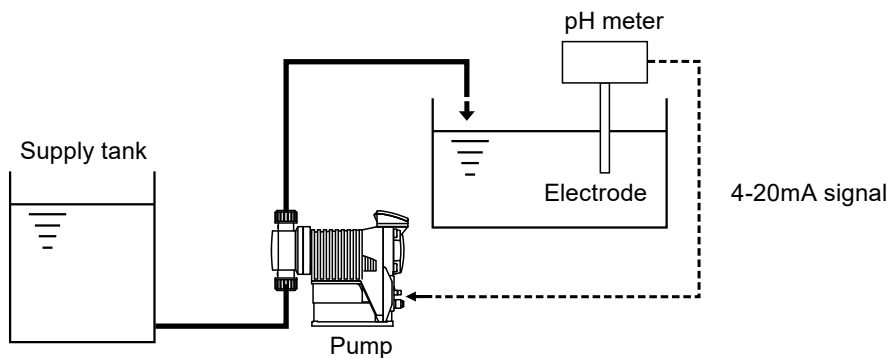 pH meter
Supply tank
Electrode
4-20mA signal
Pump